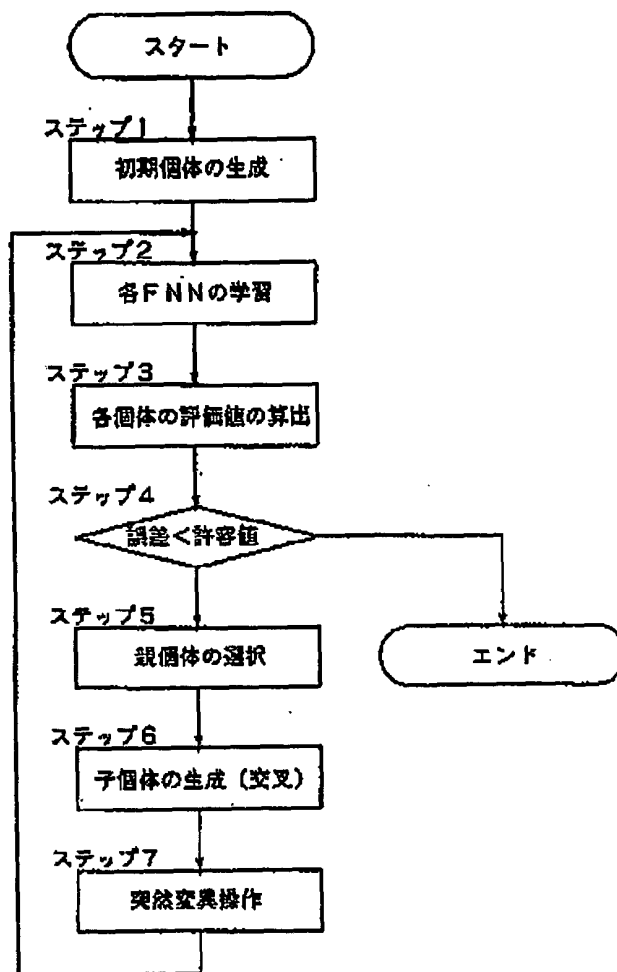 スタート
ステップ1
初期個体の生成
ステップ2
各FNNの学習
ステップ3
各個体の評価値の算出
ステップ4
誤差<許容値
ステップ5
親個体の選択
エンド
ステップ6
子個体の生成(交叉)
ステップ7
突然変異操作